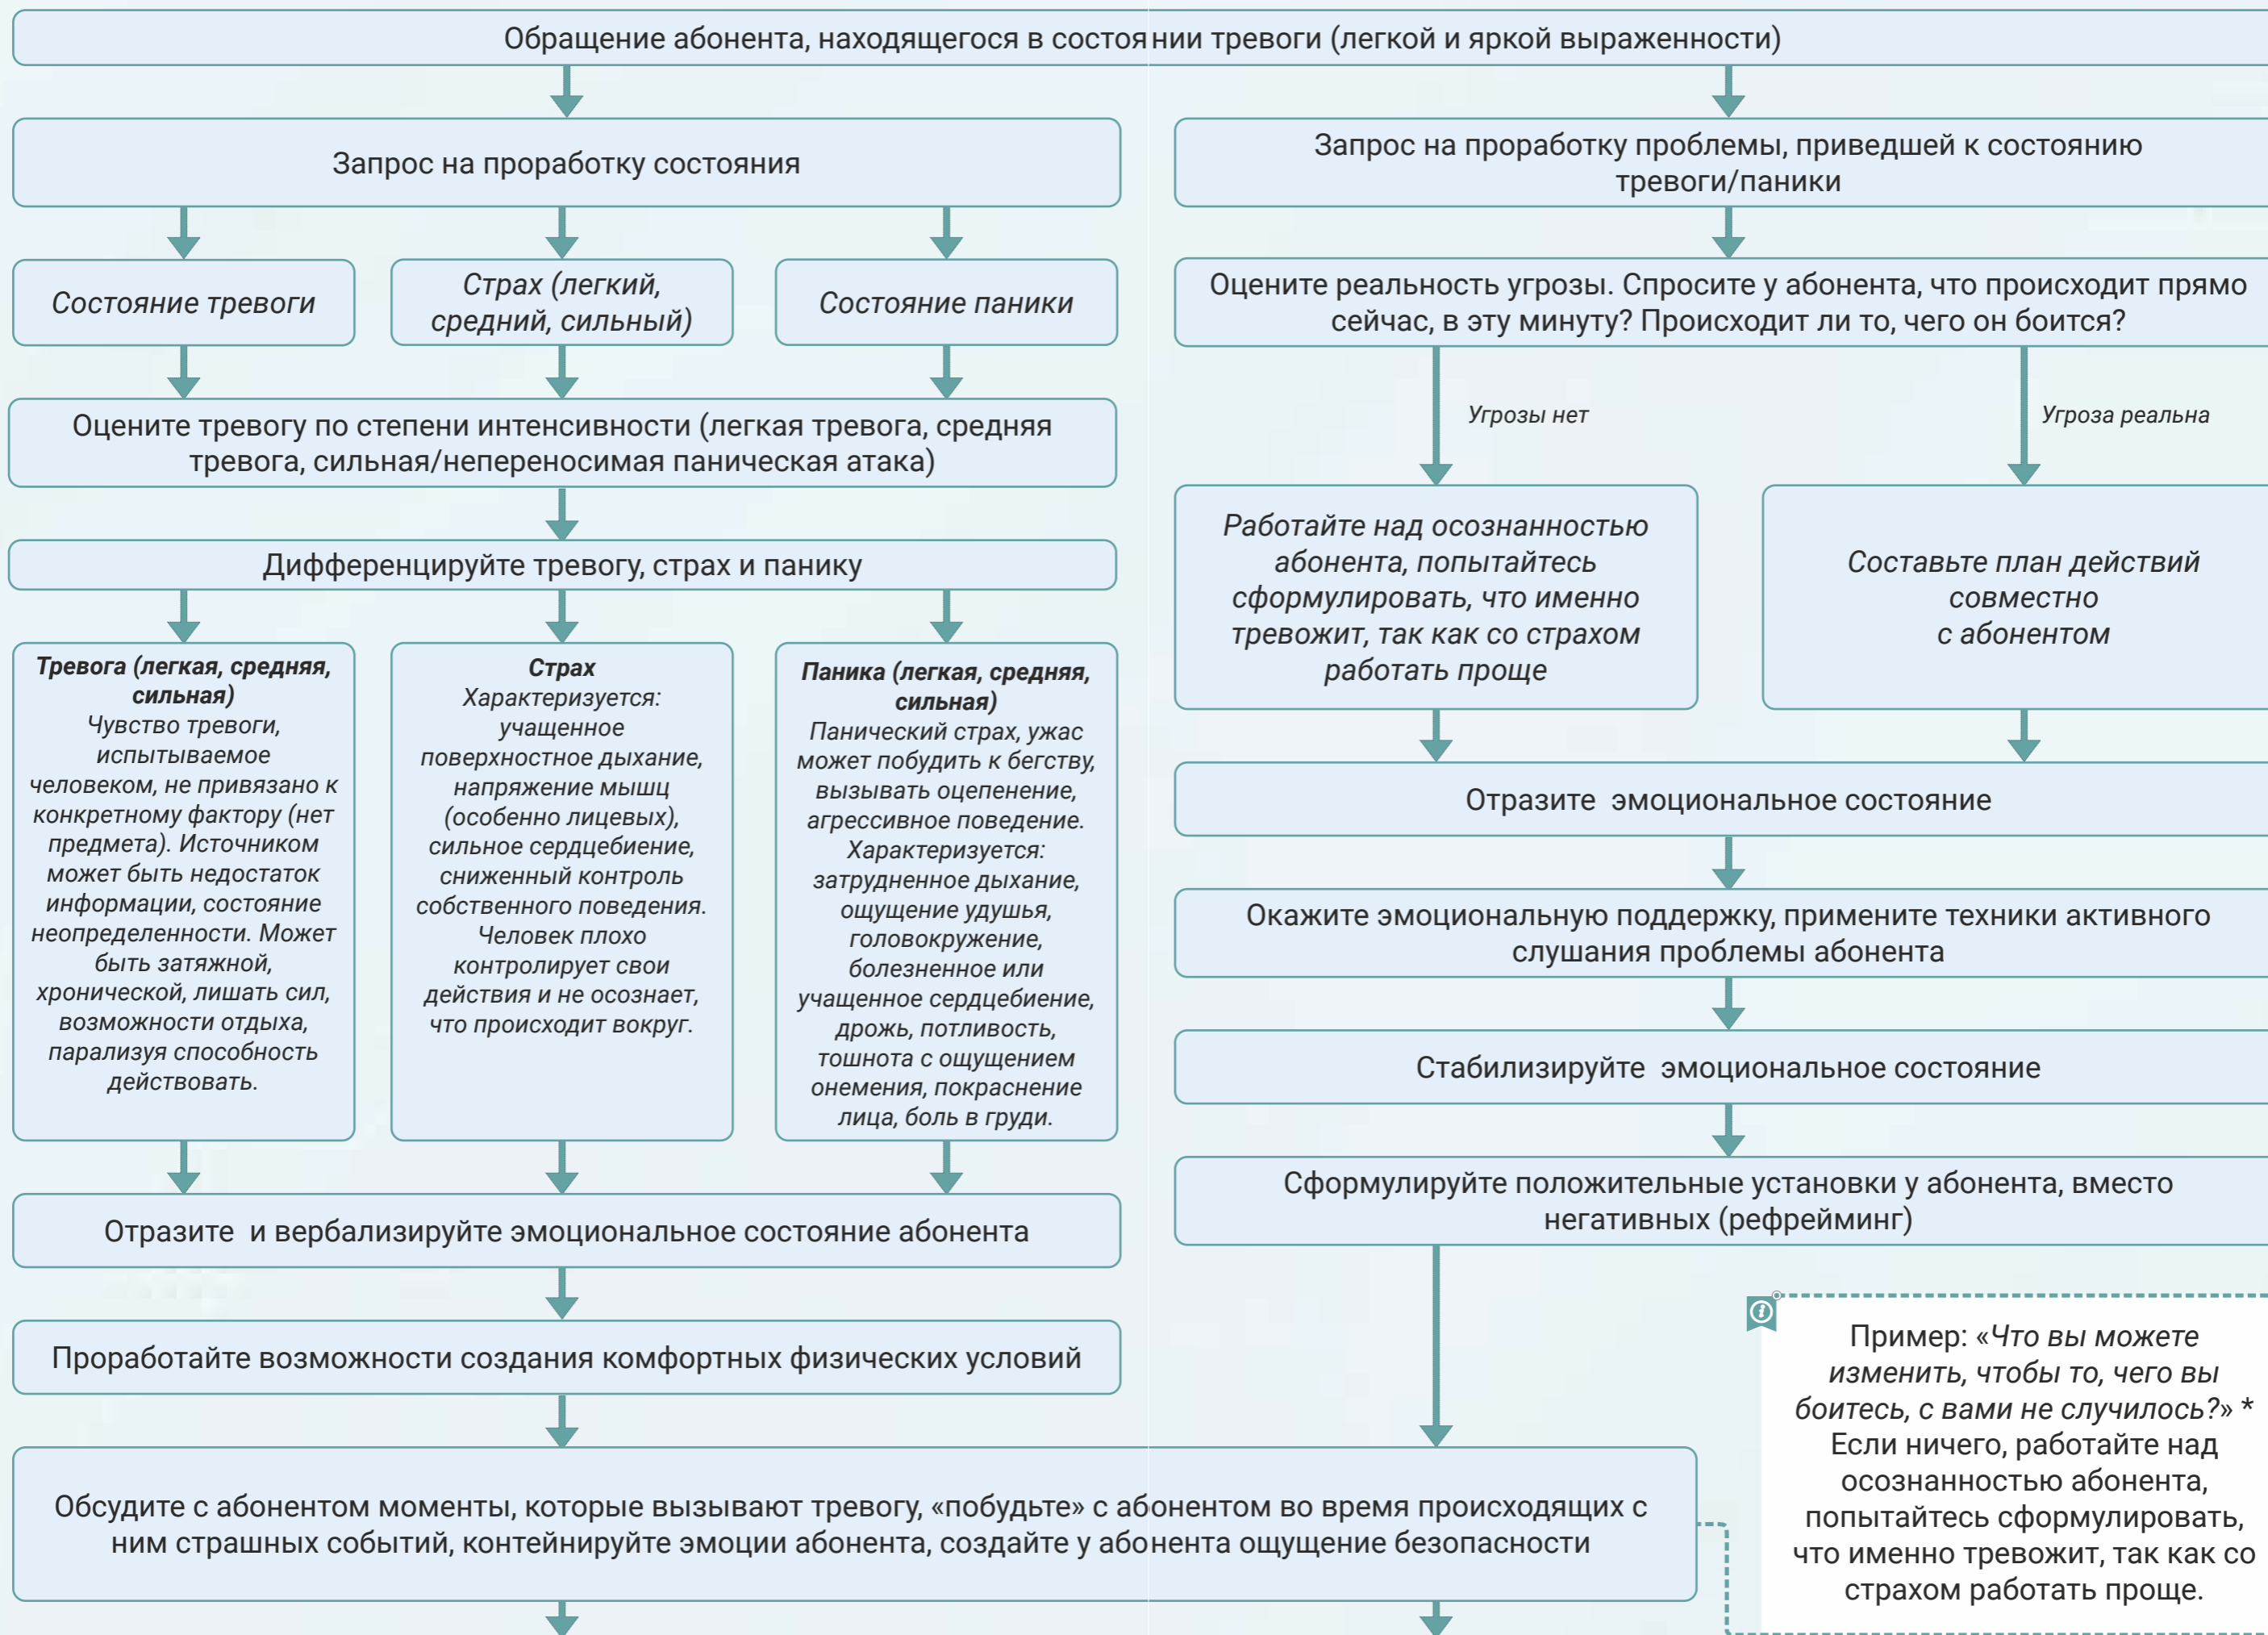 Обращение абонента, находящегося в состоянии тревоги (легкой и яркой выраженности)
Запрос на проработку состояния
Запрос на проработку проблемы, приведшей к состоянию
тревоги/паники
Состояние тревоги
Страх (легкий,
средний, сильный)
Состояние паники
Оцените реальность угрозы. Спросите у абонента, что происходит прямо
сейчас, в эту минуту? Происходит ли то, чего он боится?
Оцените тревогу по степени интенсивности (легкая тревога, средняя
тревога, сильная/непереносимая паническая атака)
Угрозы нет
Угроза реальна
Дифференцируйте тревогу, страх и панику
Работайте над осознанностью
абонента, попытайтесь
сформулировать, что именно
тревожит, так как со страхом
работать проще
Составьте план действий
совместно
с абонентом
Тревога (легкая, средняя,
сильная)
Чувство тревоги,
испытываемое
человеком, не привязано к
конкретному фактору (нет
предмета). Источником
может быть недостаток
информации, состояние
неопределенности. Может
быть затяжной,
хронической, лишать сил,
возможности отдыха,
парализуя способность
действовать.
Страх
Характеризуется:
учащенное
поверхностное дыхание,
напряжение мышц
(особенно лицевых),
сильное сердцебиение,
сниженный контроль
собственного поведения.
Человек плохо
контролирует свои
действия и не осознает,
что происходит вокруг.
Паника (легкая, средняя,
сильная)
Панический страх, ужас
может побудить к бегству,
вызывать оцепенение,
агрессивное поведение.
Характеризуется:
затрудненное дыхание,
ощущение удушья,
головокружение,
болезненное или
учащенное сердцебиение,
дрожь, потливость,
тошнота с ощущением
онемения, покраснение
лица, боль в груди.
Отразите эмоциональное состояние
Окажите эмоциональную поддержку, примените техники активного
слушания проблемы абонента
Стабилизируйте эмоциональное состояние
Сформулируйте положительные установки у абонента, вместо
негативных (рефрейминг)
Отразите и вербализируйте эмоциональное состояние абонента
Проработайте возможности создания комфортных физических условий
Обсудите с абонентом моменты, которые вызывают тревогу, «побудьте» с абонентом во время происходящих с
ним страшных событий, контейнируйте эмоции абонента, создайте у абонента ощущение безопасности
Пример: «Что вы можете
изменить, чтобы то, чего вы
боитесь, с вами не случилось?» *
Если ничего, работайте над
осознанностью абонента,
попытайтесь сформулировать,
что именно тревожит, так как со
страхом работать проще.